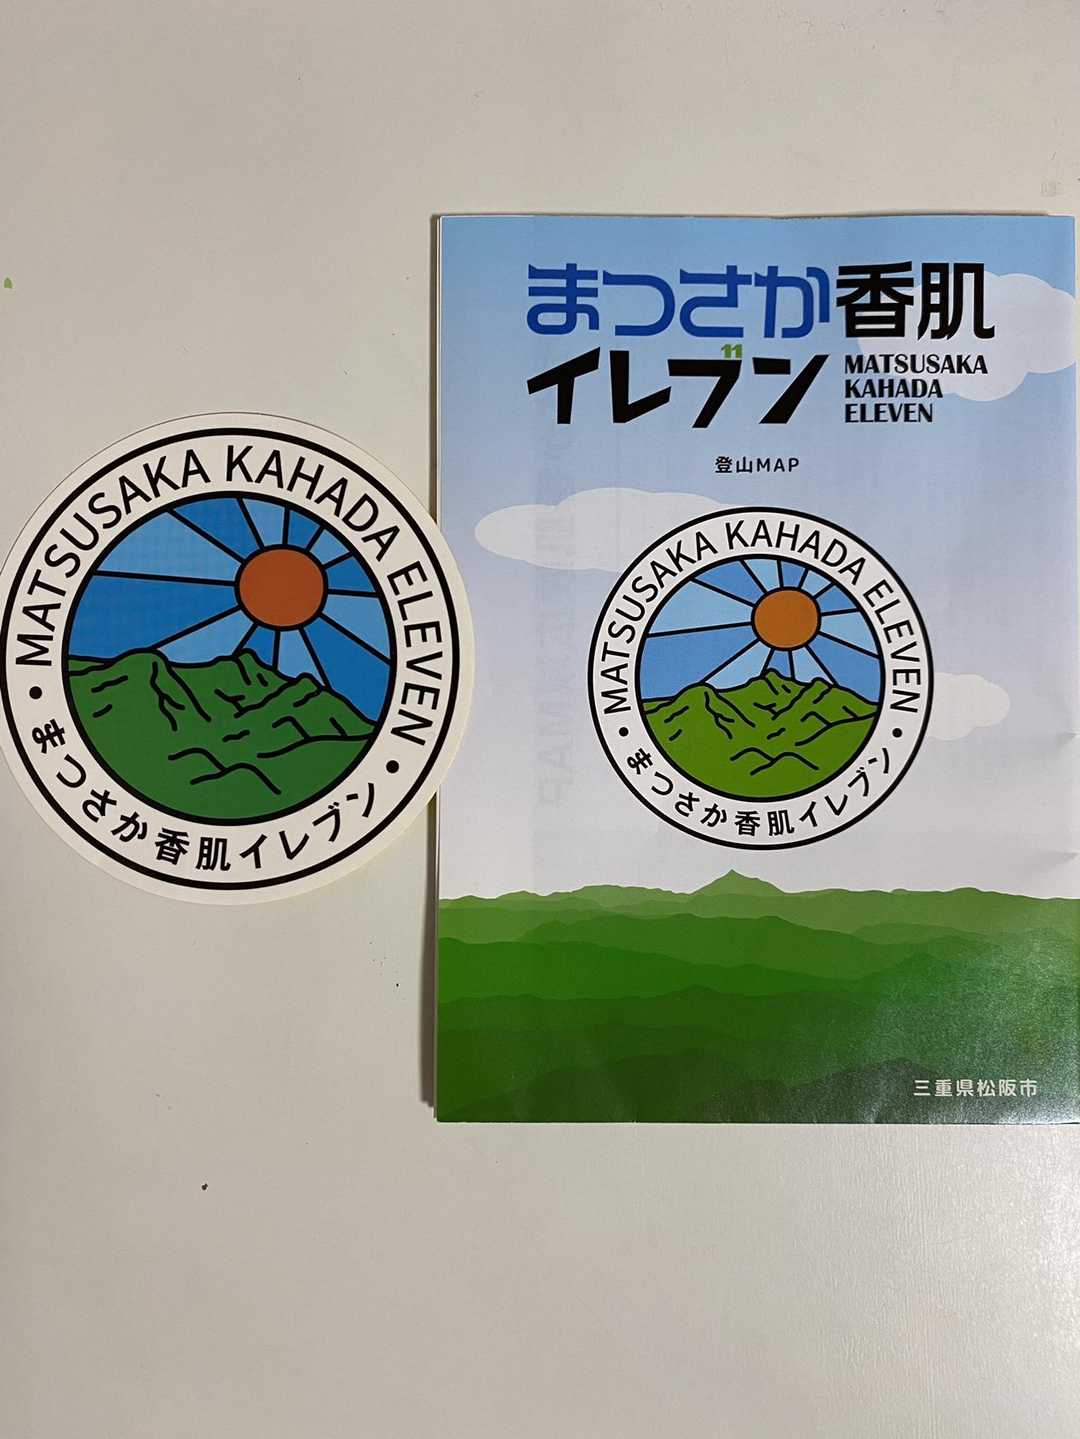 MATSUSAKA KAHADA ELEVEN
・まつさか香肌イレブン・
まつさか香肌
11
イレブン
MATSUSAKA
KAHADA
ELEVEN
登山MAP
MATSUSAKA KAHADA ELEVEN
・まつさか香肌イレブン・
三重県松阪市